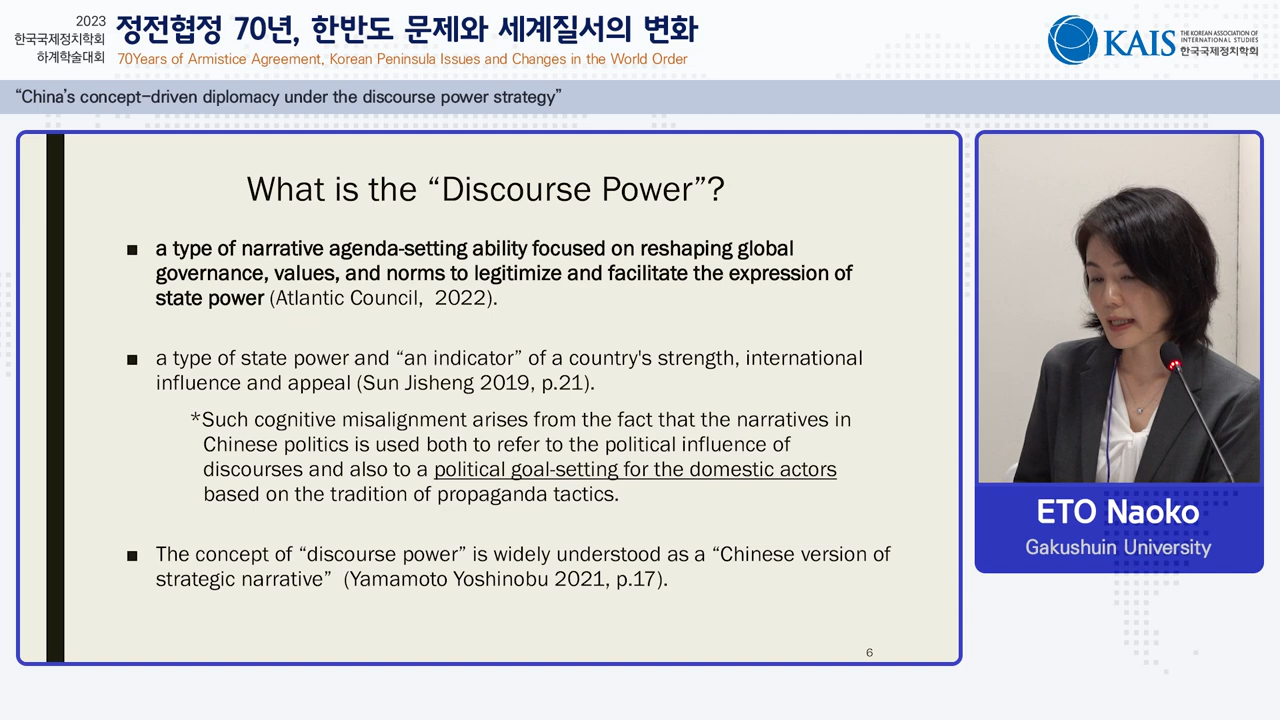 2023
한국국제정치학회
하계학술대회
정전협정 70년, 한반도 문제와 세계질서의 변화
70Years of Armistice Agreement, Korean Peninsula Issues and Changes in the World Order
KAIS
THE KOREAN ASSOCIATION OF
INTERNATIONAL STUDIES
한국국제정치학회
“China’s concept-driven diplomacy under the discourse power strategy”
What is the “Discourse Power”?
■ a type of narrative agenda-setting ability focused on reshaping global
governance, values, and norms to legitimize and facilitate the expression of
state power (Atlantic Council,  2022).
■ a type of state power and “an indicator” of a country's strength, international
influence and appeal (Sun Jisheng 2019, p.21).
*Such cognitive misalignment arises from the fact that the narratives in
Chinese politics is used both to refer to the political influence of
discourses and also to a political goal-setting for the domestic actors
based on the tradition of propaganda tactics.
■ The concept of “discourse power” is widely understood as a “Chinese version of
strategic narrative”  (Yamamoto Yoshinobu 2021, p.17).
6
ETO Naoko
Gakushuin University